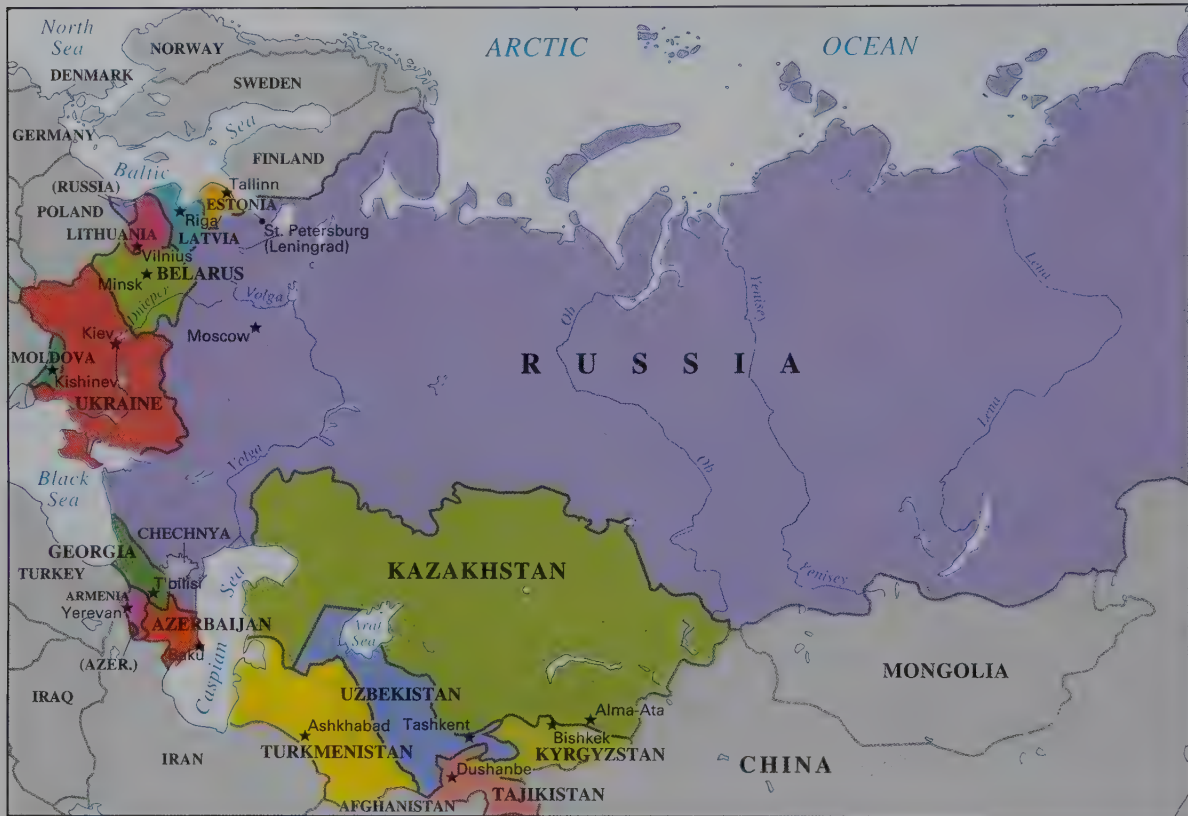 North
Sea
NORWAY
ARCTIC OCEAN
DENMARK
SWEDEN
GERMANY
Sea
Baltic
FINLAND
(RUSSIA)
Tallinn
ESTONIA
POLAND
Riga
St. Petersburg
(Leningrad)
LITHUANIA
LATVIA
Vilnius
BELARUS
Minsk
Dnieper
Volga
Ob
Yenisey
Lena
Kiev
Moscow
MOLDOVA
Kishinev
RUSSIA
UKRAINE
Lena
Volga
Ob
Black
Sea
CHECHNYA
GEORGIA
TURKEY
T'bilisi
Sea
KAZAKHSTAN
Yenisey
ARMENIA
Yerevan
AZERBAIJAN
Aral
Sea
(AZER.)
Baku
Caspian
MONGOLIA
IRAQ
UZBEKISTAN
Alma-Ata
Ashkhabad
Tashkent
Bishkek
IRAN
TURKMENISTAN
KYRGYZSTAN
Dushanbe
CHINA
TAJIKISTAN
AFGHANISTAN